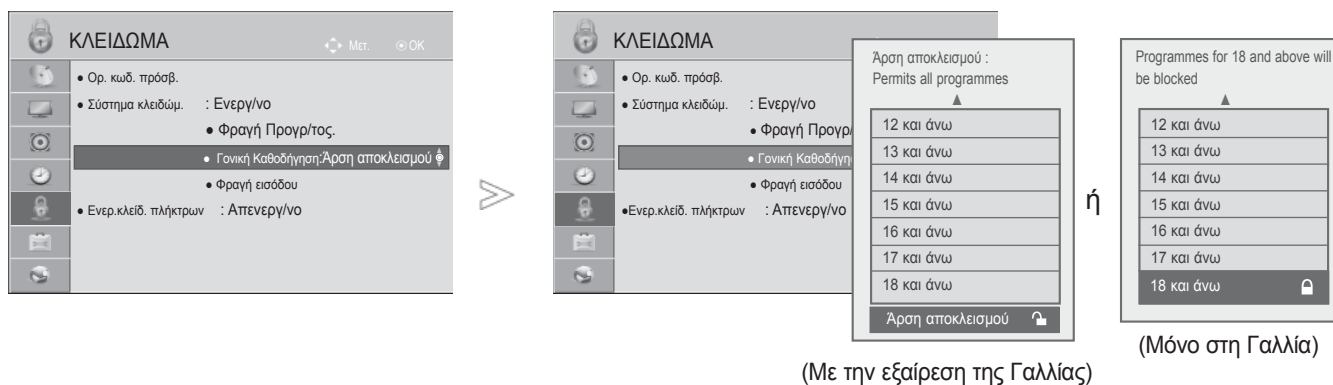 ΚΛΕΙΔΩΜΑ
Μετ. OK
• Ορ. κωδ. πρόσβ.
• Σύστημα κλειδώμ. : Ενεργ/νο
• Φραγή Προγρ/τος.
• Γονική Καθοδήγηση:Άρση αποκλεισμού
• Φραγή εισόδου
• Ενερ.κλείδ. πλήκτρων : Απενεργ/νο
ΚΛΕΙΔΩΜΑ
• Ορ. κωδ. πρόσβ.
• Σύστημα κλειδώμ. : Ενεργ/νο
• Φραγή Προγρ/
• Γονική Καθοδήγη
• Φραγή εισόδου
•Ενερ.κλείδ. πλήκτρων : Απενεργ/νο
Άρση αποκλεισμού :
Permits all programmes
12 και άνω
13 και άνω
14 και άνω
15 και άνω
16 και άνω
17 και άνω
18 και άνω
Άρση αποκλεισμού
(Με την εξαίρεση της Γαλλίας)
ή
Programmes for 18 and above will
be blocked
12 και άνω
13 και άνω
14 και άνω
15 και άνω
16 και άνω
17 και άνω
18 και άνω
(Μόνο στη Γαλλία)